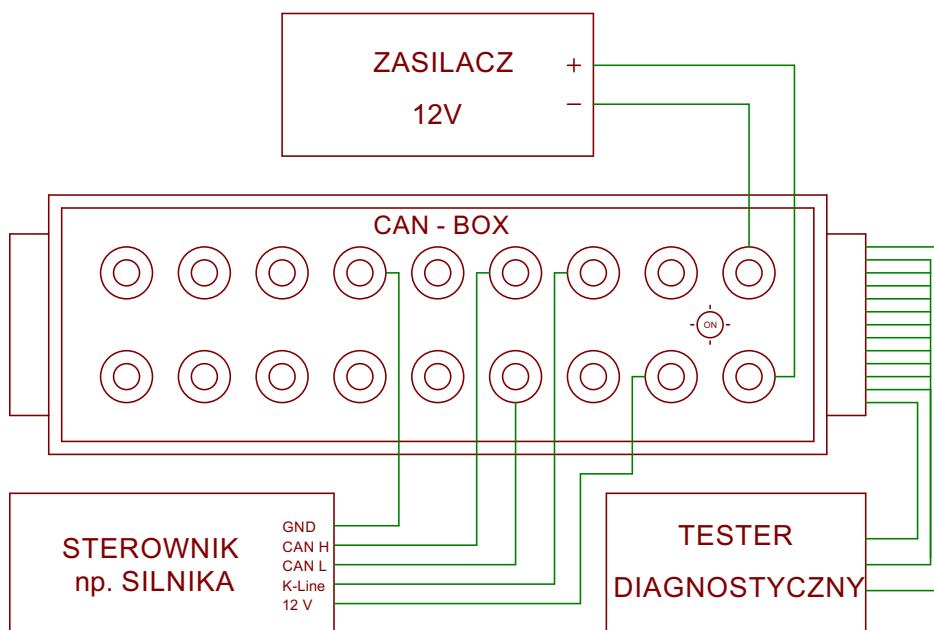 ZASILACZ +
12V −
CAN - BOX
ON
STEROWNIK
np. SILNIKA
GND
CAN H
CAN L
K-Line
12 V
TESTER
DIAGNOSTYCZNY